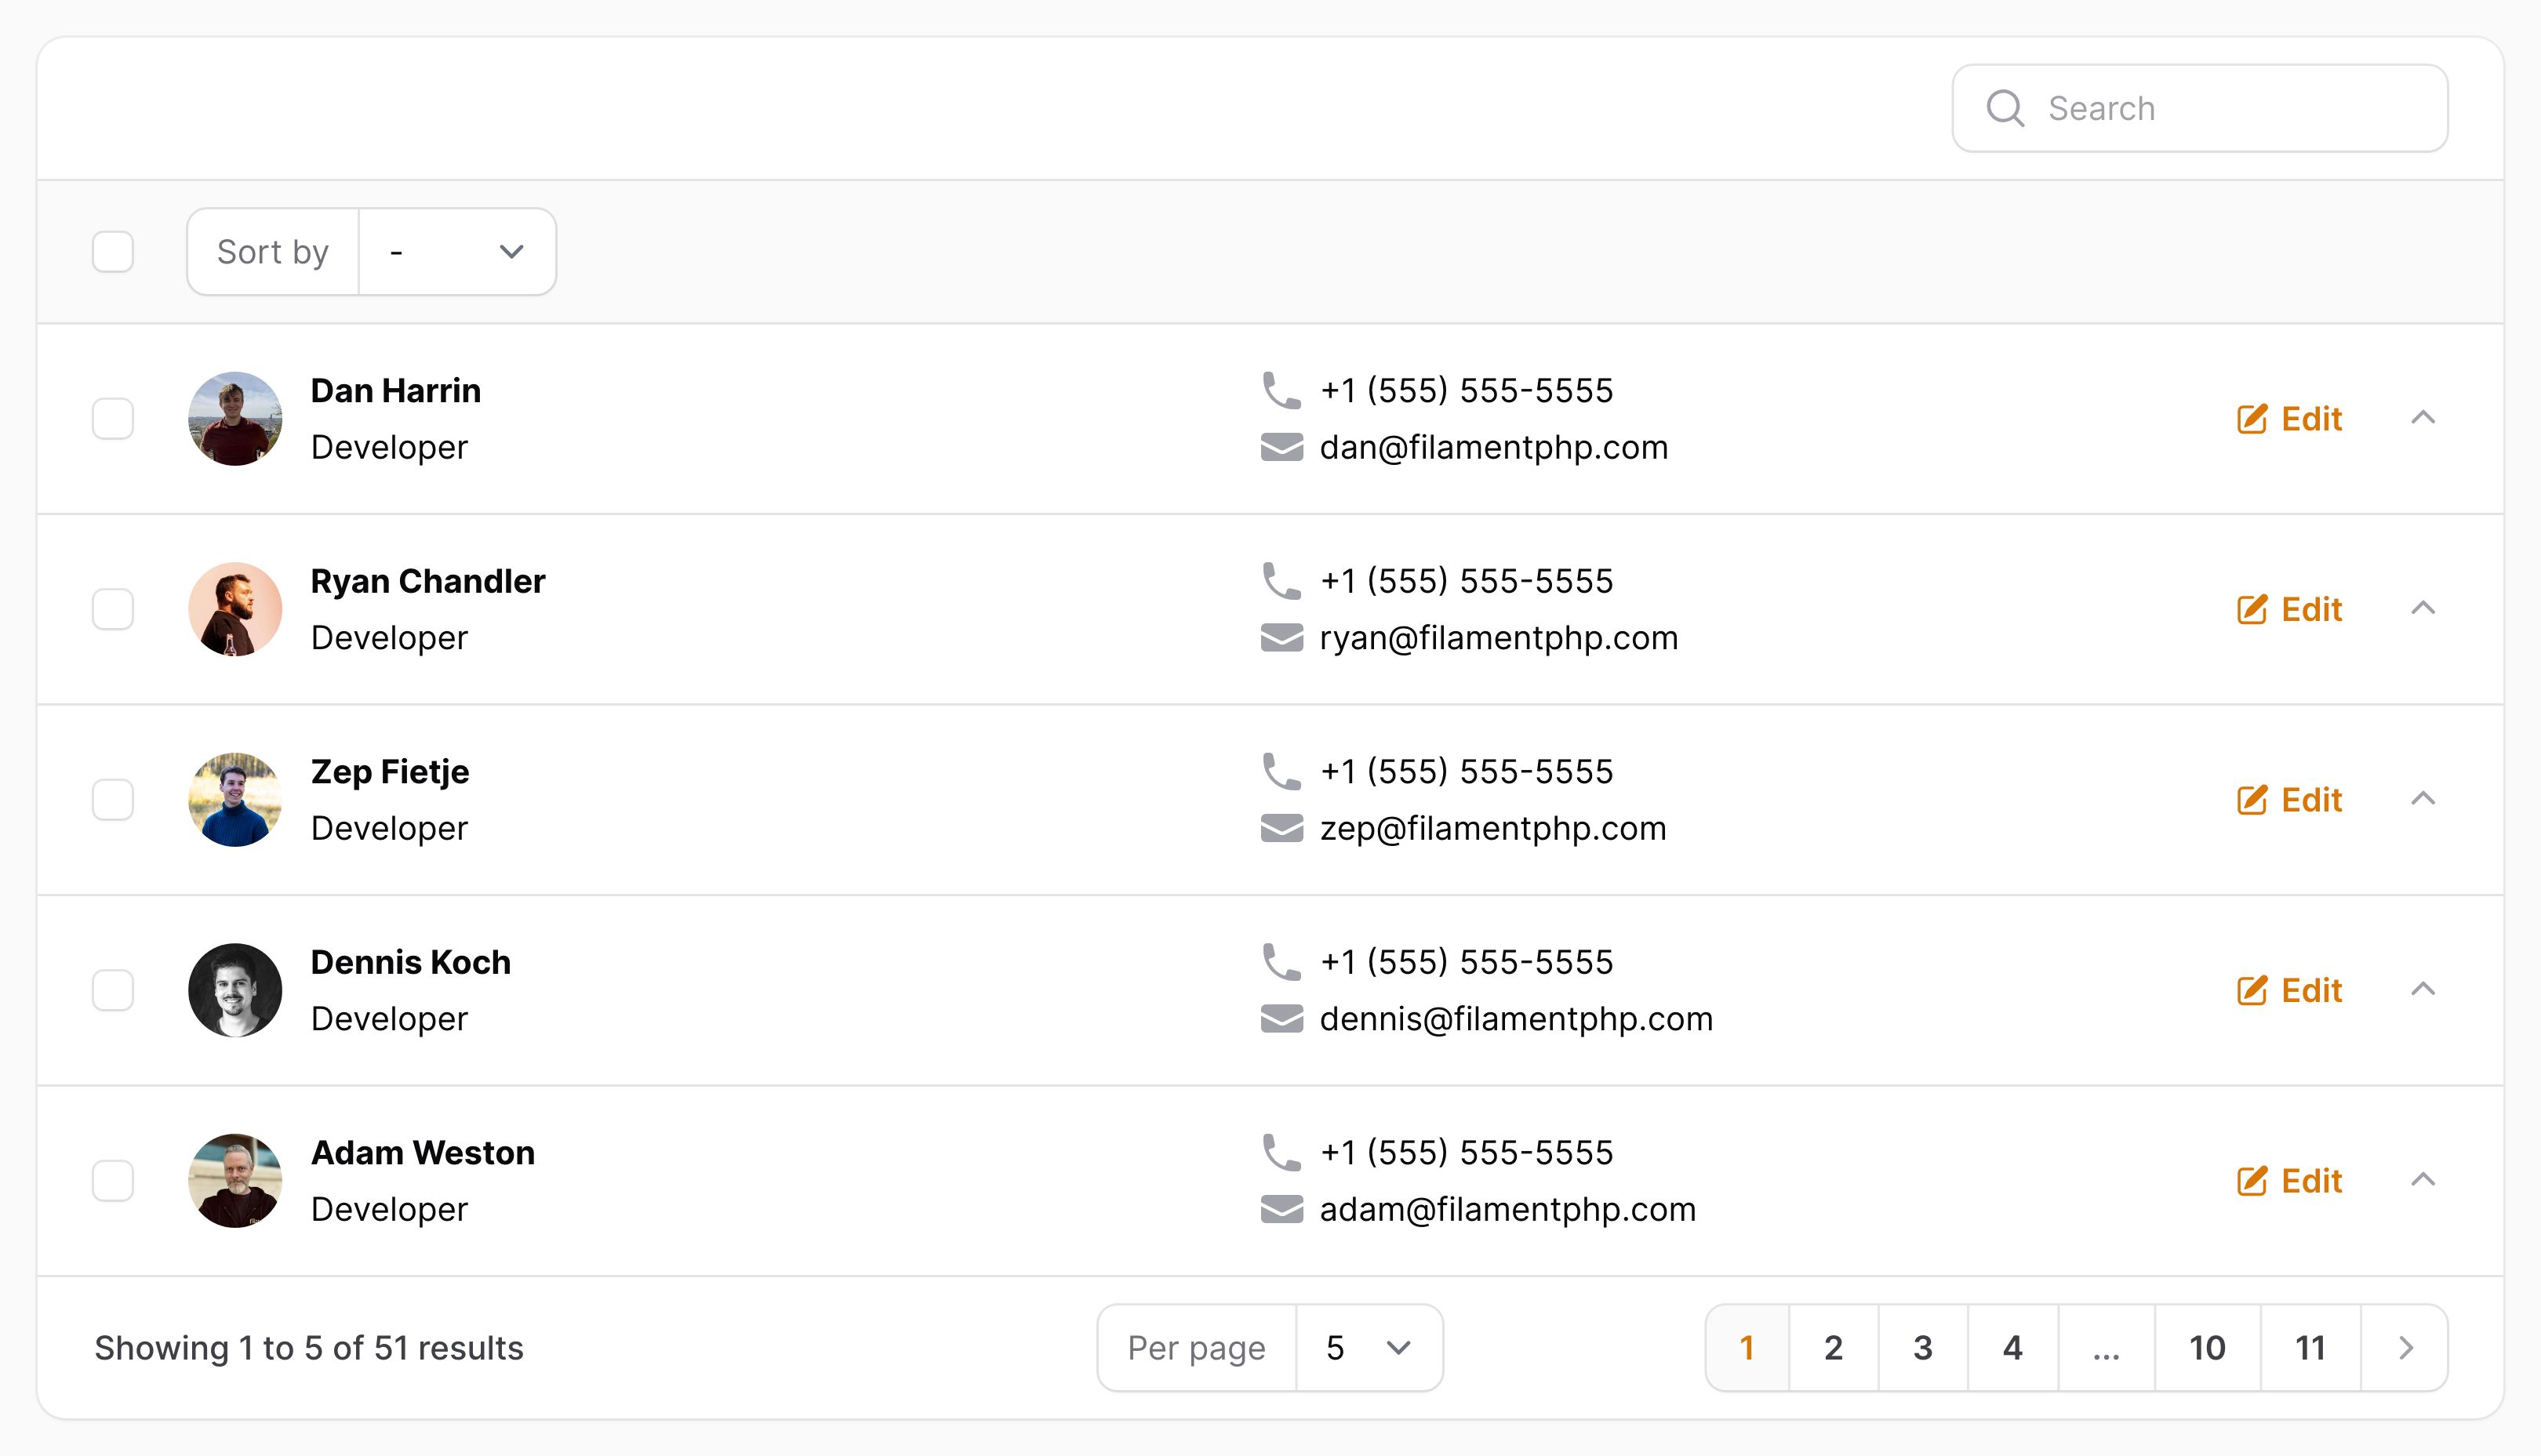 Search
Sort by -
Dan Harrin
Developer
+1 (555) 555-5555
dan@filamentphp.com
Edit
Ryan Chandler
Developer
+1 (555) 555-5555
ryan@filamentphp.com
Edit
Zep Fietje
Developer
+1 (555) 555-5555
zep@filamentphp.com
Edit
Dennis Koch
Developer
+1 (555) 555-5555
dennis@filamentphp.com
Edit
Adam Weston
Developer
+1 (555) 555-5555
adam@filamentphp.com
Edit
Showing 1 to 5 of 51 results
Per page 5
1 2 3 4 ... 10 11